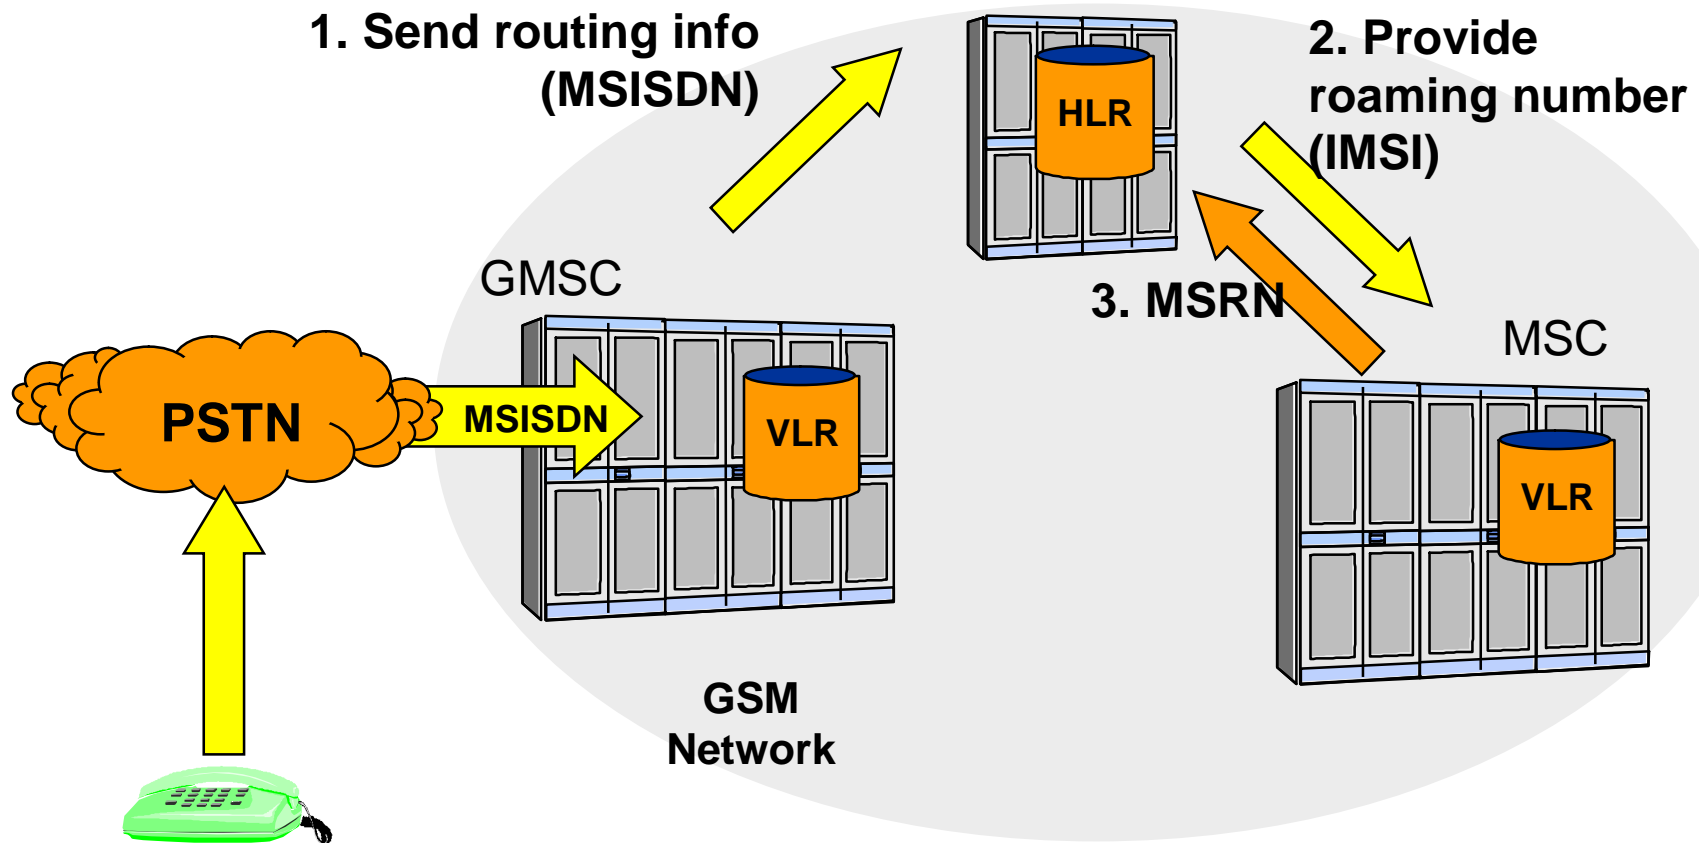 1. Send routing info
(MSISDN)
HLR
2. Provide
roaming number
(IMSI)
GMSC
3. MSRN
MSC
PSTN
MSISDN
VLR
VLR
GSM
Network